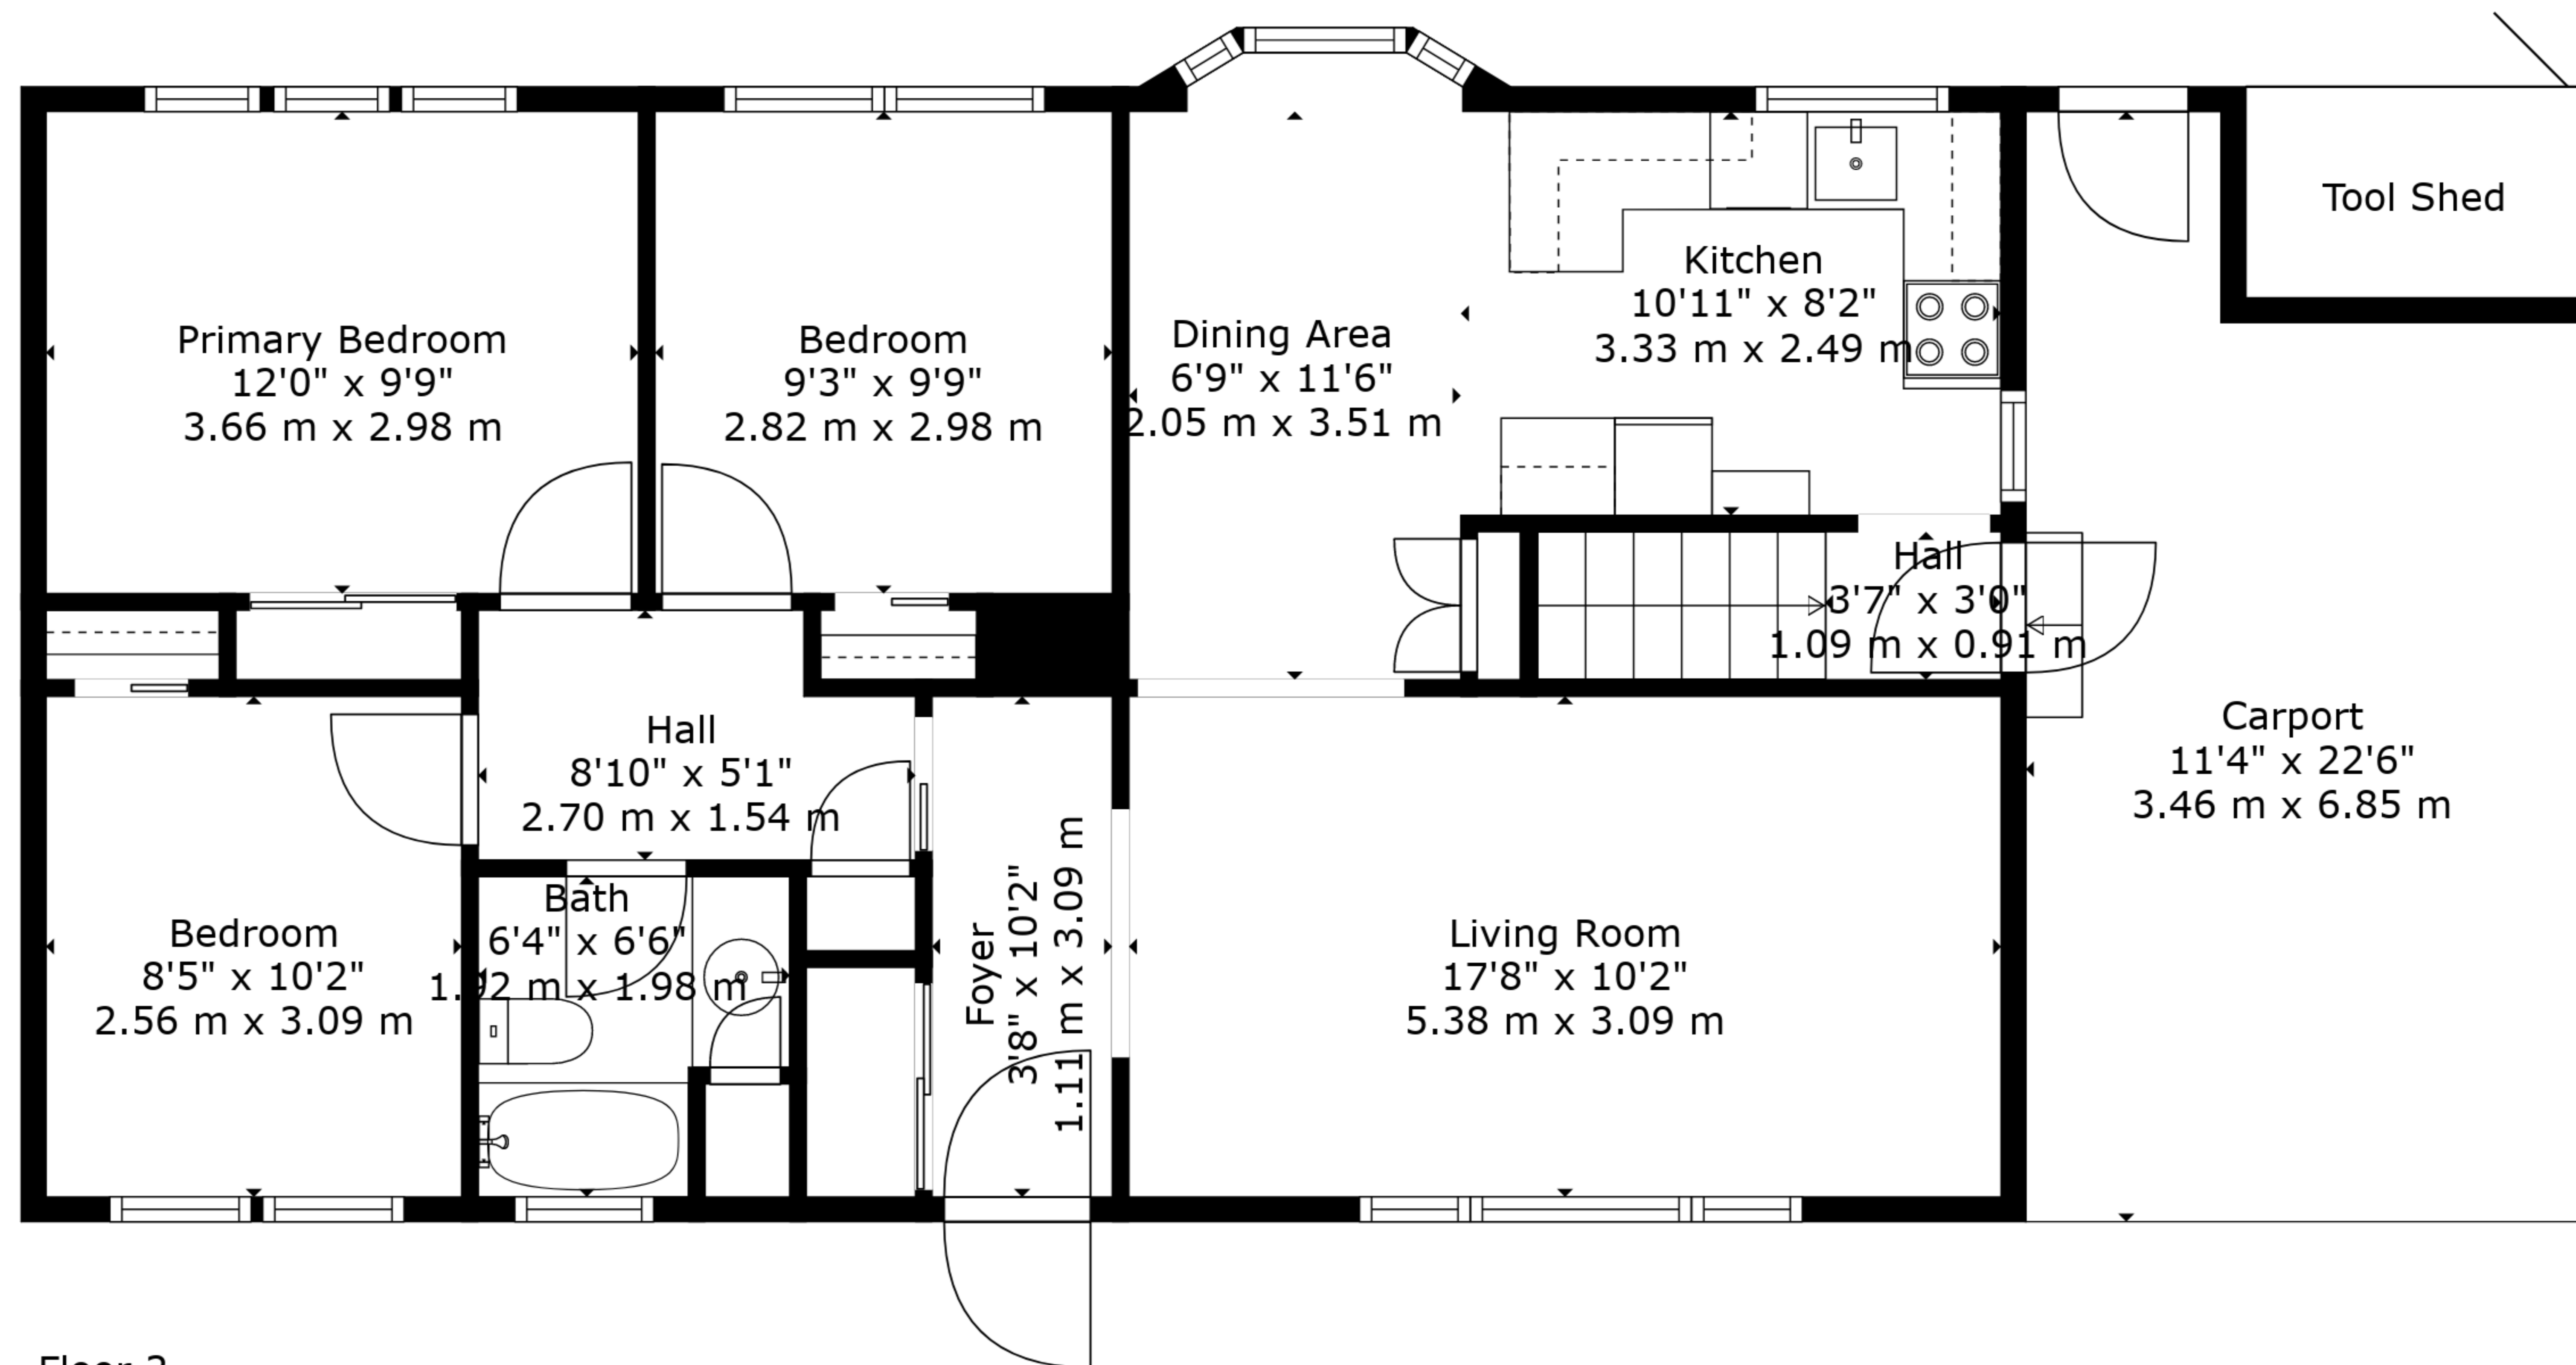 Tool Shed
Kitchen
10'11" x 8'2"
3.33 m x 2.49 m
Primary Bedroom
12'0" x 9'9"
3.66 m x 2.98 m
Bedroom
9'3" x 9'9"
2.82 m x 2.98 m
Dining Area
6'9" x 11'6"
2.05 m x 3.51 m
Hall
3'7" x 3'0"
1.09 m x 0.91 m
Hall
8'10" x 5'1"
2.70 m x 1.54 m
Carport
11'4" x 22'6"
3.46 m x 6.85 m
Bath
6'4" x 6'6"
1.92 m x 1.98 m
Bedroom
8'5" x 10'2"
2.56 m x 3.09 m
Foyer
3'8" x 10'2"
1.11 m x 3.09 m
Living Room
17'8" x 10'2"
5.38 m x 3.09 m
Floor